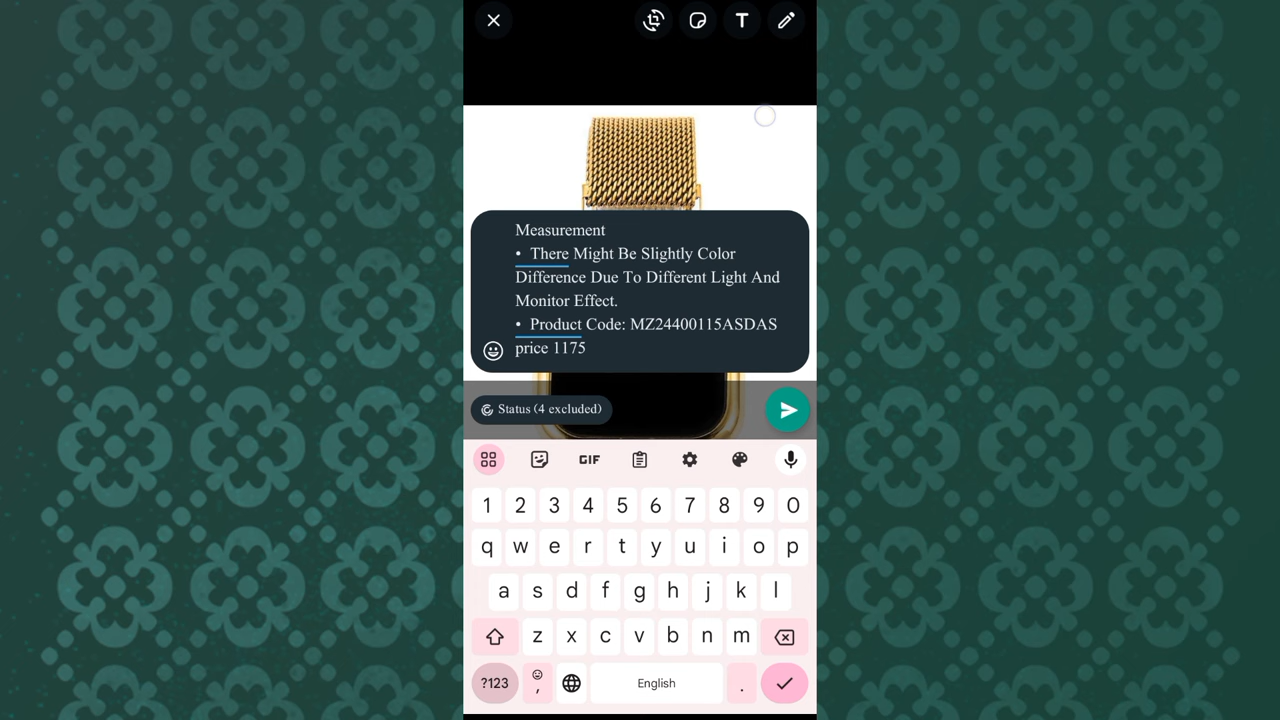 T
Measurement
• There Might Be Slightly Color
Difference Due To Different Light And
Monitor Effect.
• Product Code: MZ24400115ASDAS
price 1175
Status (4 excluded)
GIF
1 2 3 4 5 6 7 8 9 0
q w e r t y u i o p
a s d f g h j k l
z x c v b n m
?123 , English .